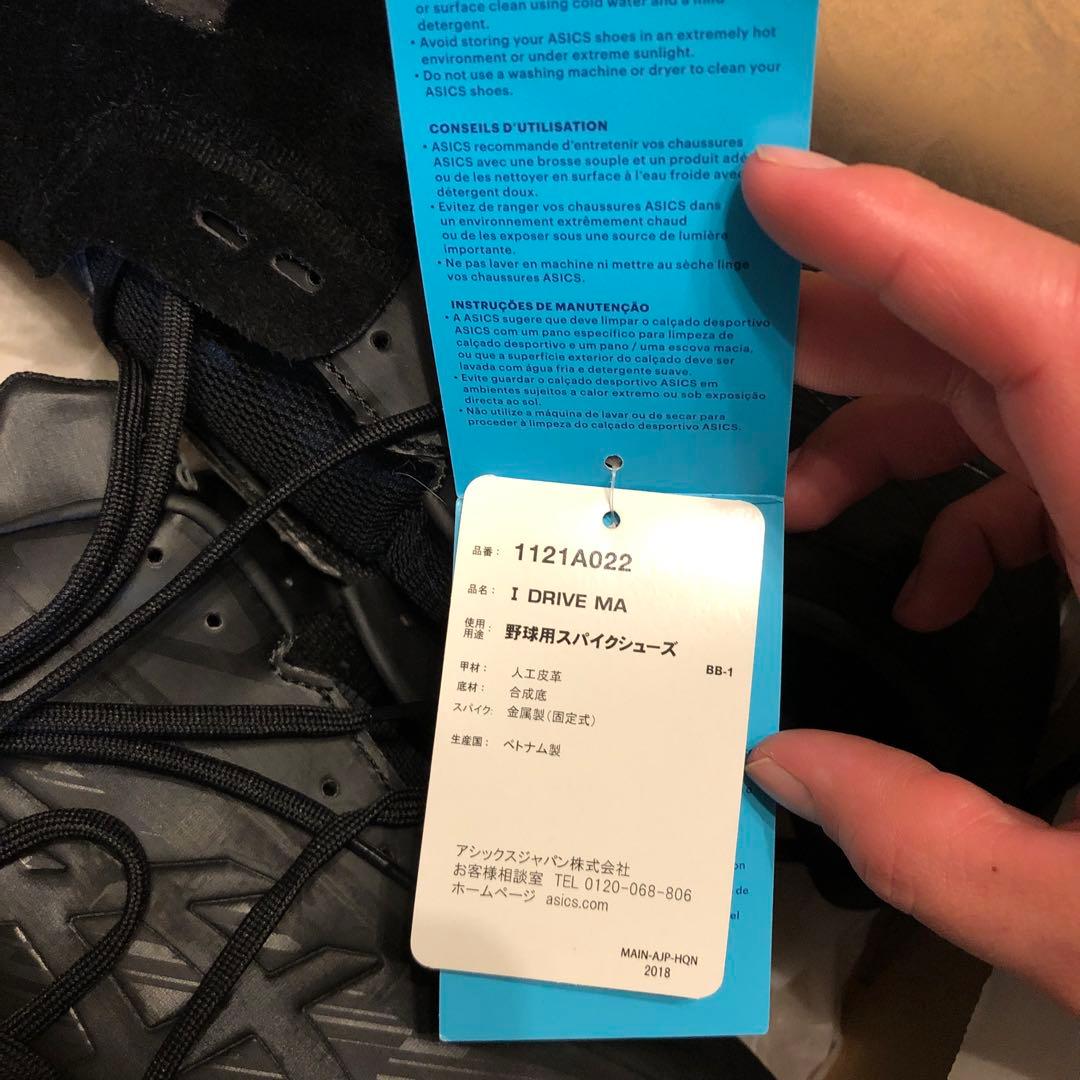 or surface clean using cold water and a mild
detergent.
• Avoid storing your ASICS shoes in an extremely hot
environment or under extreme sunlight.
• Do not use a washing machine or dryer to clean your
ASICS shoes.
CONSEILS D'UTILISATION
• ASICS recommande d'entretenir vos chaussures
ASICS avec une brosse souple et un produit
ou de les nettoyer en surface à l'eau froide avec
détergent doux.
• Evitez de ranger vos chaussures ASICS dans
un environnement extrêmement chaud
ou de les exposer sous une source de lumière
importante.
• Ne pas laver en machine ni mettre au sèche linge
vos chaussures ASICS.
INSTRUÇÕES DE MANUTENÇÃO
• A ASICS sugere que deve limpar o calçado desportivo
ASICS com um pano específico para limpeza de
calçado desportivo e um pano / uma escova macia,
ou que a superfície exterior do calçado deve ser
lavada com água fria e detergente suave.
• Evite guardar o calçado desportivo ASICS em
ambientes sujeitos a calor extremo ou sob exposição
directa ao sol.
• Não utilize a máquina de lavar ou de secar para
proceder à limpeza do calçado desportivo ASICS.
品番: 1121A022
品名: I DRIVE MA
使用用途: 野球用スパイクシューズ
BB-1
甲材: 人工皮革
底材: 合成底
スパイク: 金属製(固定式)
生産国: ベトナム製
アシックスジャパン株式会社
お客様相談室 TEL 0120-068-806
ホームページ asics.com
MAIN-AJP-HQN
2018